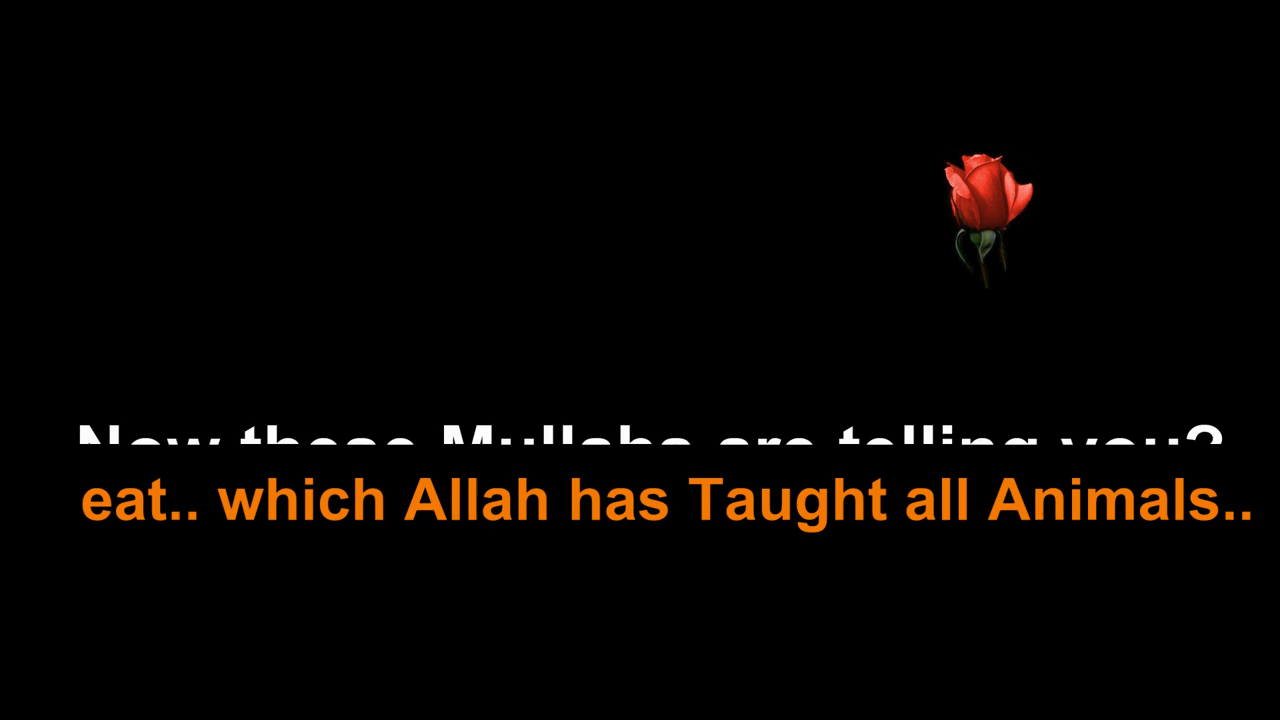 Now these Mullahs are telling you?
eat.. which Allah has Taught all Animals..